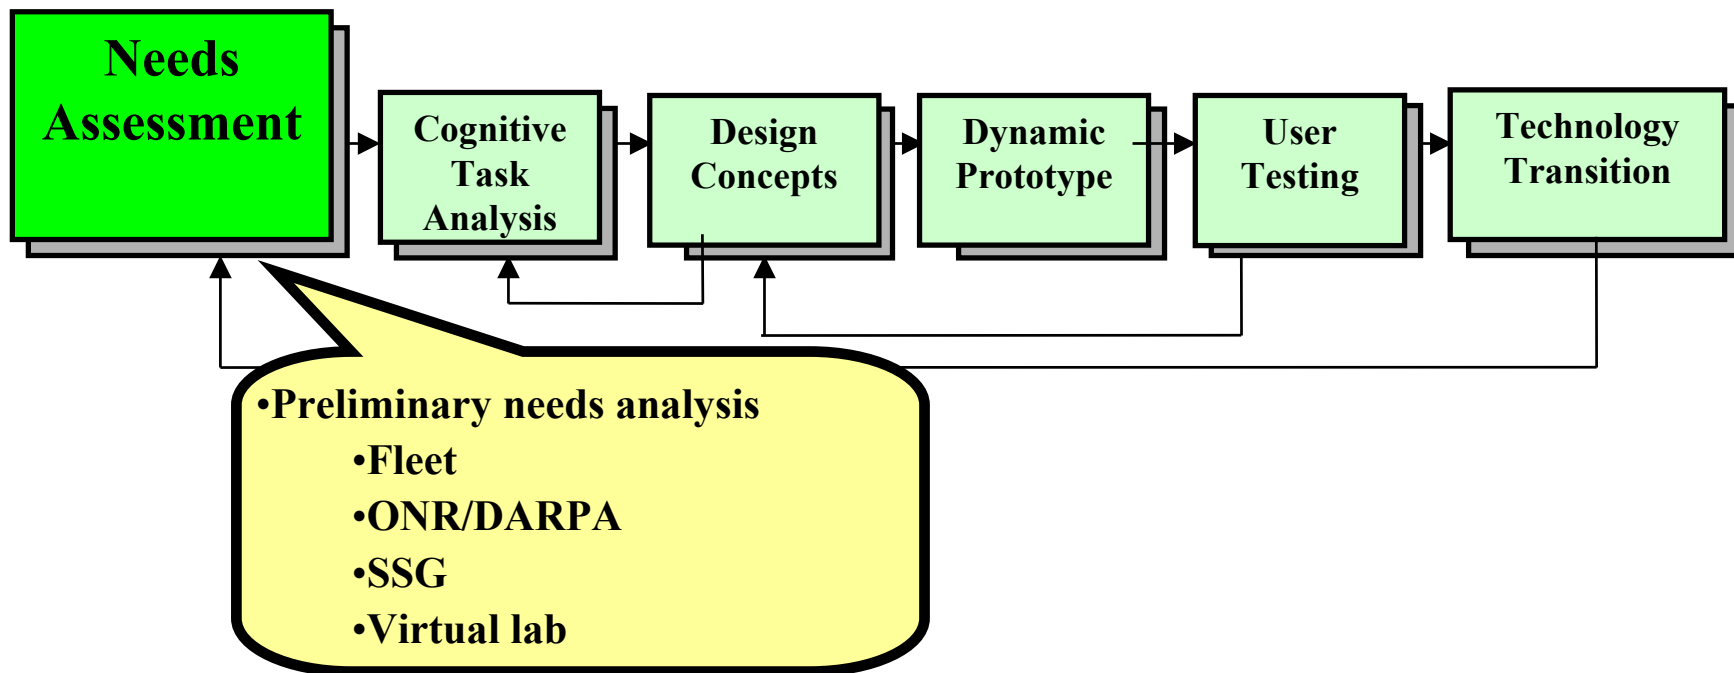 Needs
Assessment
Cognitive
Task
Analysis
Design
Concepts
Dynamic
Prototype
User
Testing
Technology
Transition
•Preliminary needs analysis
•Fleet
•ONR/DARPA
•SSG
•Virtual lab